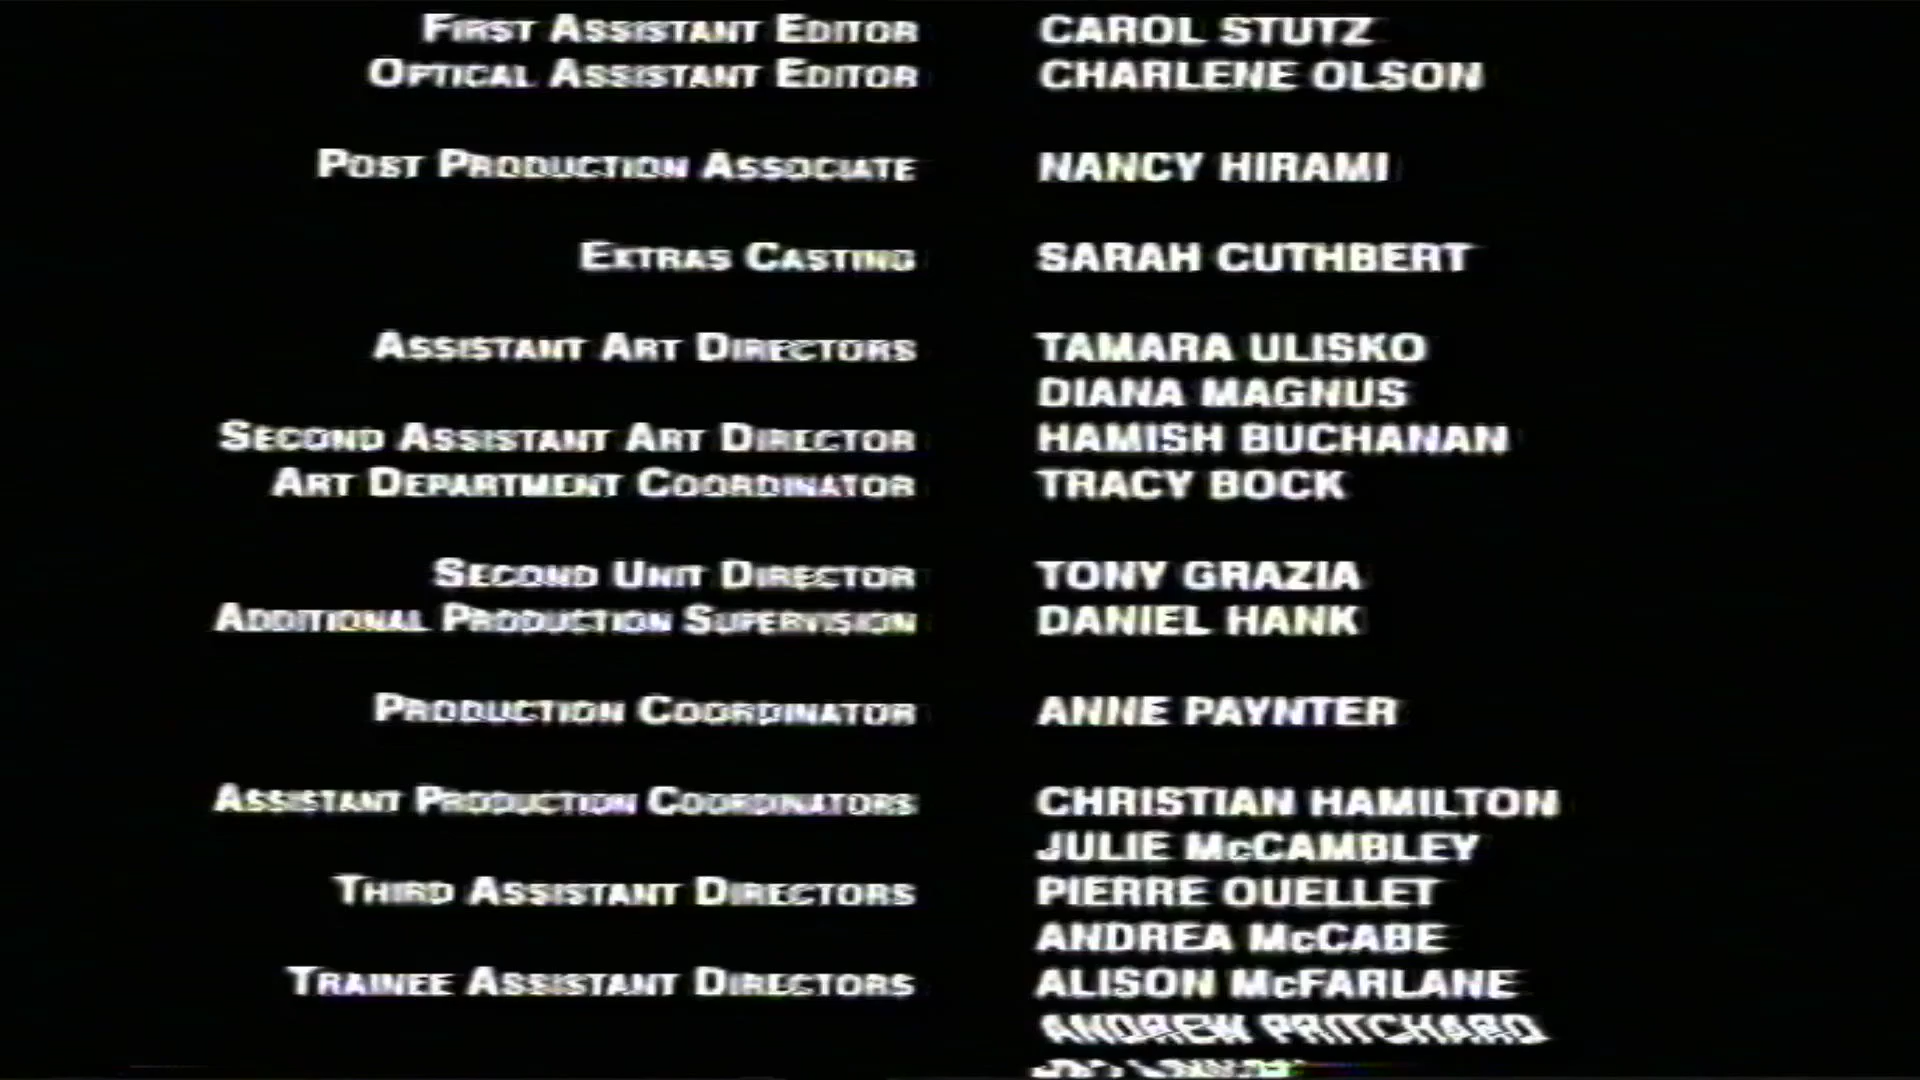 FIRST ASSISTANT EDITOR CAROL STUTZ
OPTICAL ASSISTANT EDITOR CHARLENE OLSON
POST PRODUCTION ASSOCIATE NANCY HIRAMI
EXTRAS CASTING SARAH CUTHBERT
ASSISTANT ART DIRECTORS TAMARA ULISKO
DIANA MAGNUS
SECOND ASSISTANT ART DIRECTOR HAMISH BUCHANAN
ART DEPARTMENT COORDINATOR TRACY BOCK
SECOND UNIT DIRECTOR TONY GRAZIA
ADDITIONAL PRODUCTION SUPERVISION DANIEL HANK
PRODUCTION COORDINATOR ANNE PAYNTER
ASSISTANT PRODUCTION COORDINATORS CHRISTIAN HAMILTON
JULIE McCAMBLEY
THIRD ASSISTANT DIRECTORS PIERRE OUELLET
ANDREA McCABE
TRAINEE ASSISTANT DIRECTORS ALISON McFARLANE
ANDREW PRITCHARD